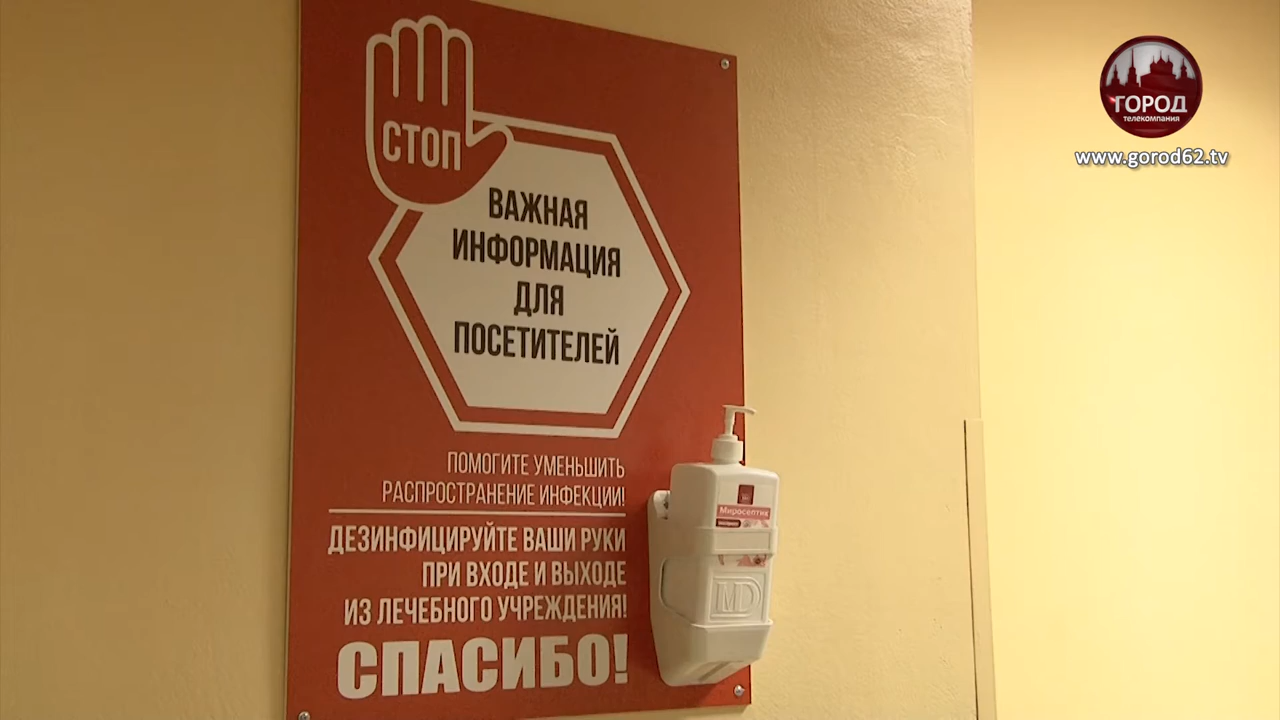 СТОП
ВАЖНАЯ
ИНФОРМАЦИЯ
ДЛЯ
ПОСЕТИТЕЛЕЙ
ПОМОГИТЕ УМЕНЬШИТЬ
РАСПРОСТРАНЕНИЕ ИНФЕКЦИИ!
ДЕЗИНФИЦИРУЙТЕ ВАШИ РУКИ
ПРИ ВХОДЕ И ВЫХОДЕ
ИЗ ЛЕЧЕБНОГО УЧРЕЖДЕНИЯ!
СПАСИБО!
Миросептик
MD
ГОРОД
телекомпания
www.gorod62.tv